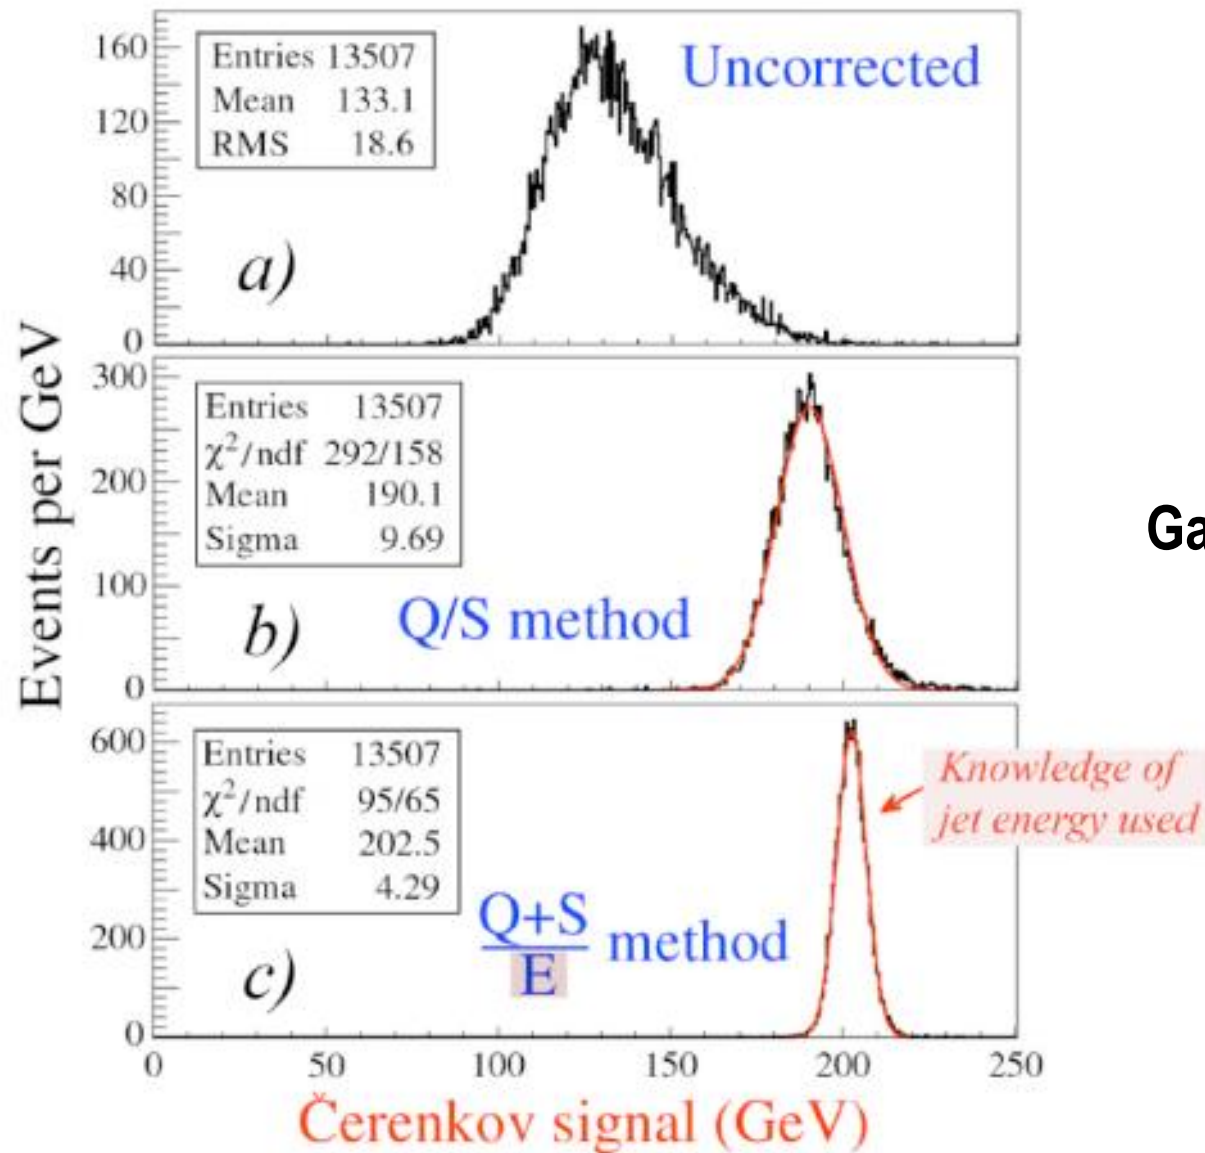 Events per GeV
160
120
80
40
0
Entries 13507
Mean 133.1
RMS 18.6
Uncorrected
a)
300
200
100
0
Entries 13507
χ²/ndf 292/158
Mean 190.1
Sigma 9.69
Q/S method
b)
Ga
600
400
200
0
Entries 13507
χ²/ndf 95/65
Mean 202.5
Sigma 4.29
Knowledge of
jet energy used
Q+S
E
method
c)
0 50 100 150 200 250
Čerenkov signal (GeV)